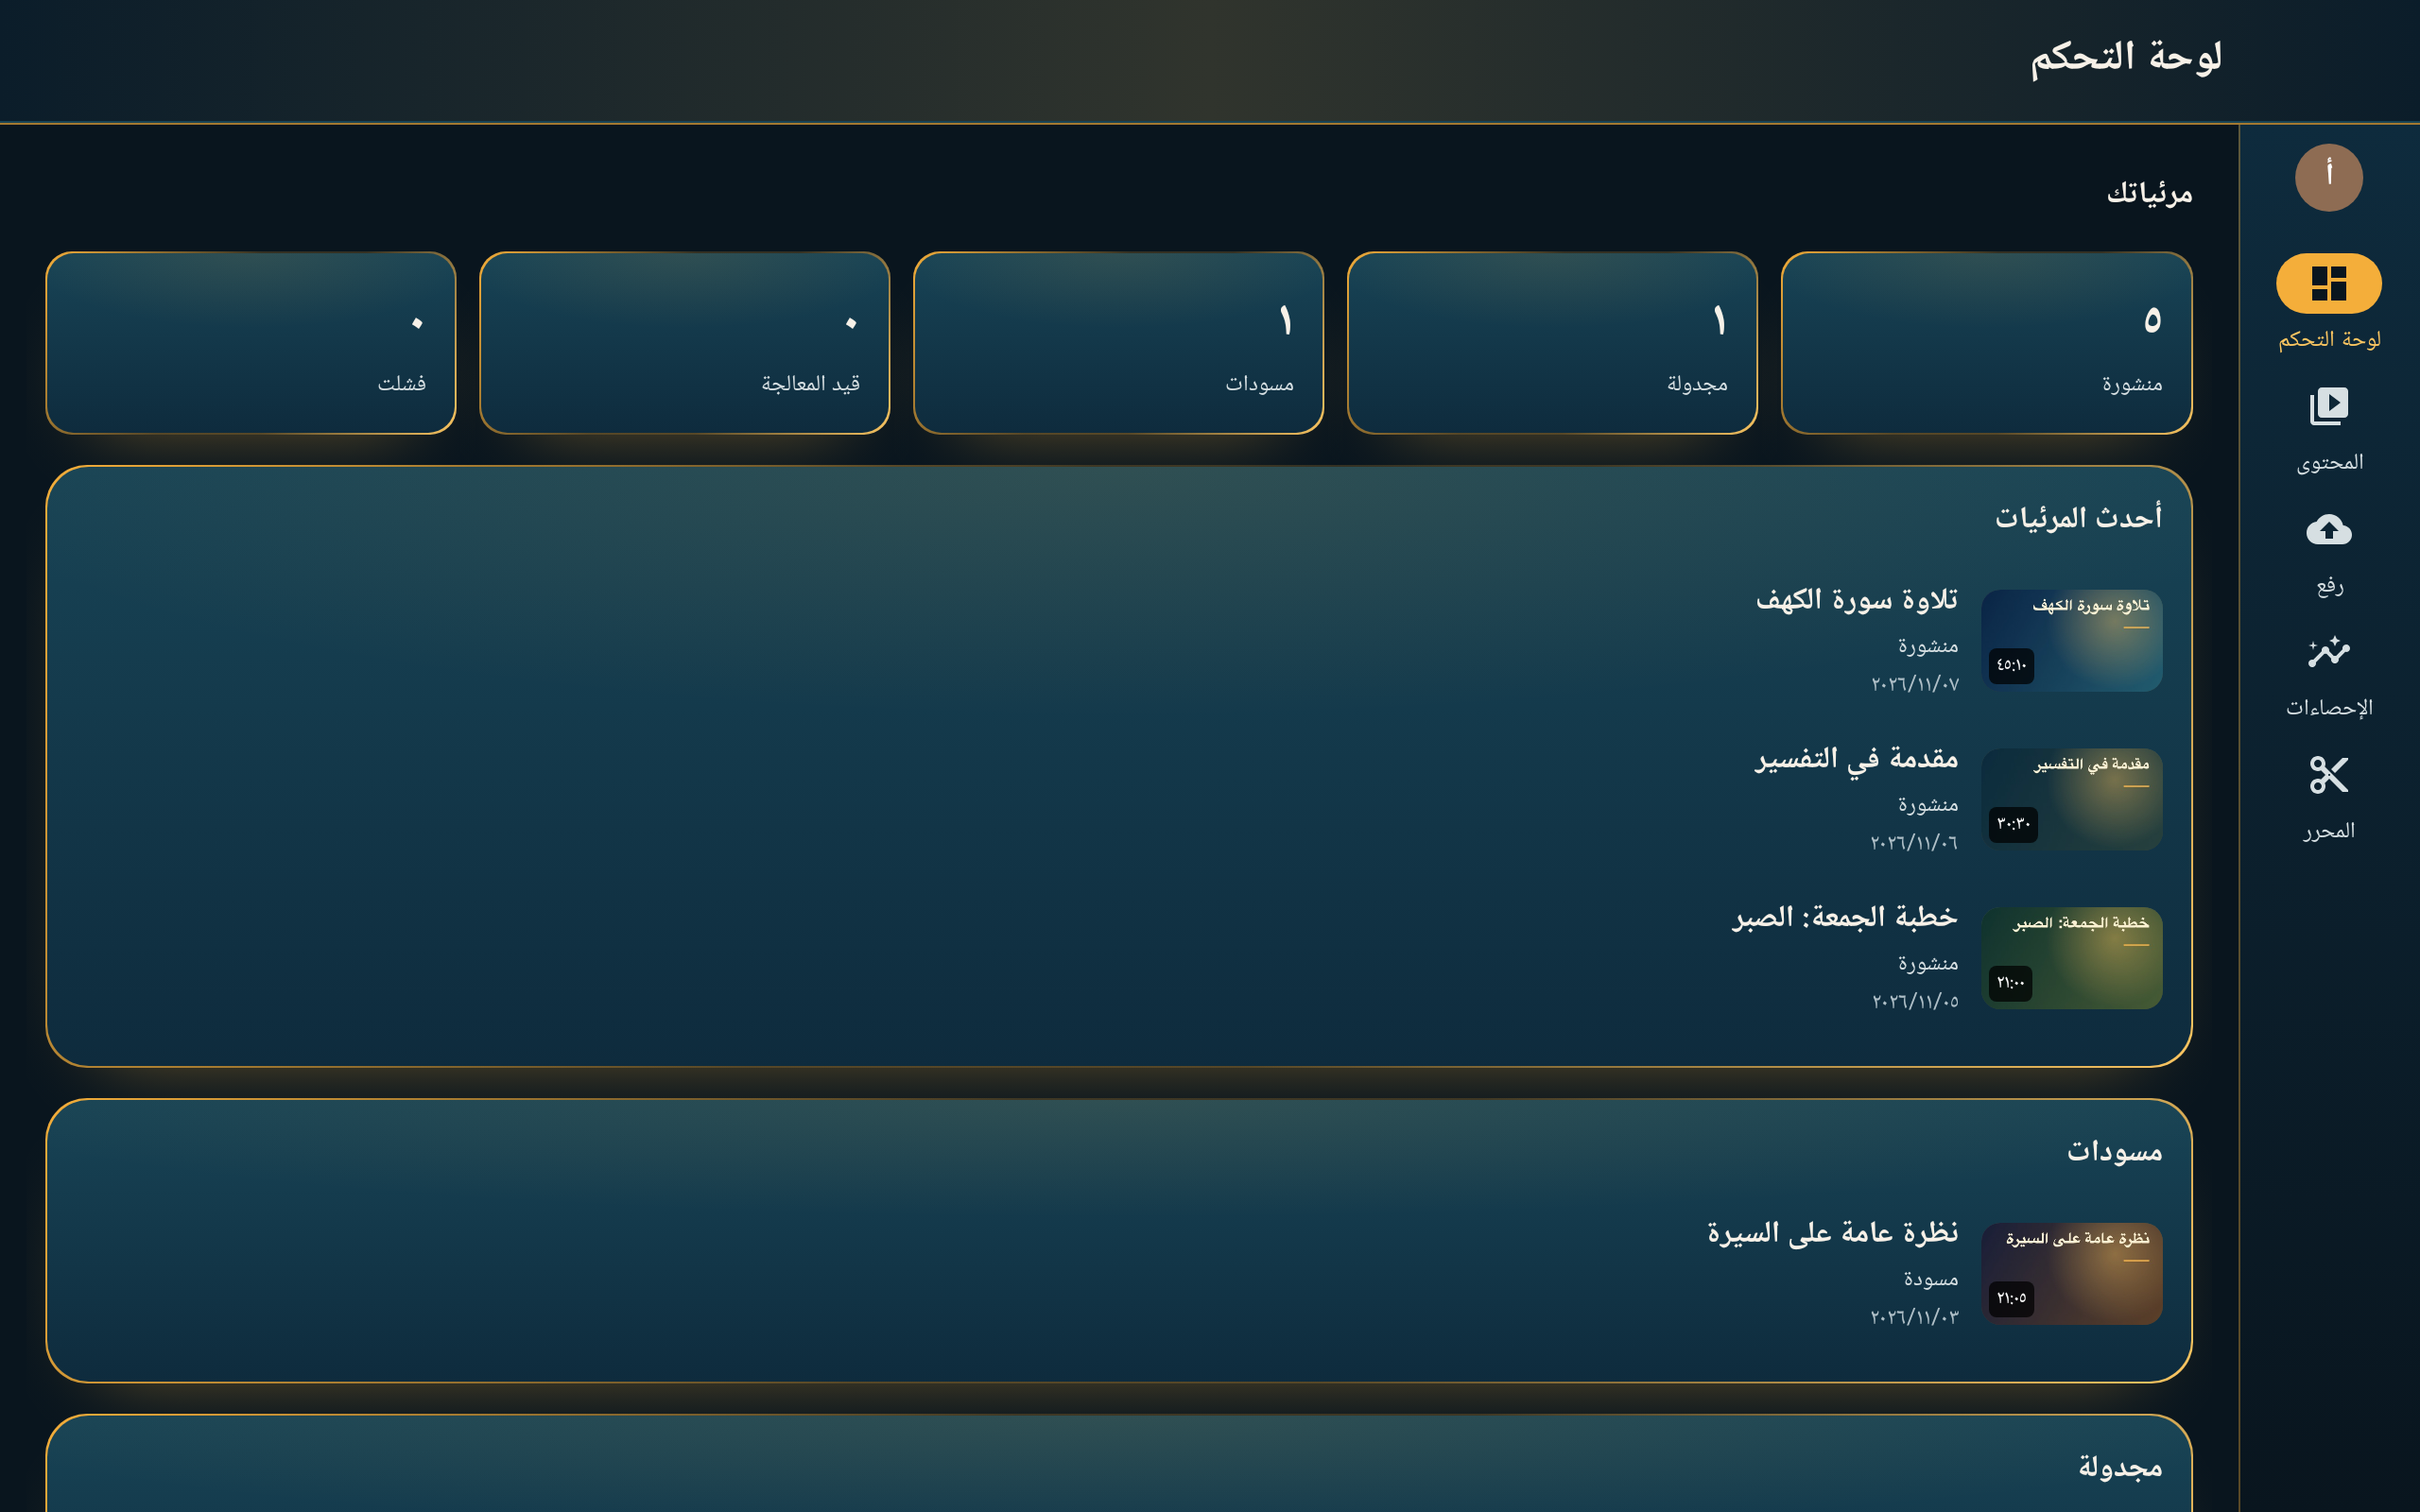 لوحة التحكم
أ
لوحة التحكم
المحتوى
رفع
الإحصاءات
المحرر
مرئياتك
٥
منشورة
١
مجدولة
١
مسودات
٠
قيد المعالجة
٠
فشلت
أحدث المرئيات
تلاوة سورة الكهف
٤٥:١٠
تلاوة سورة الكهف
منشورة
٢٠٢٦/١١/٠٧
مقدمة في التفسير
٣٠:٣٠
مقدمة في التفسير
منشورة
٢٠٢٦/١١/٠٦
خطبة الجمعة: الصبر
٢١:٠٠
خطبة الجمعة: الصبر
منشورة
٢٠٢٦/١١/٠٥
مسودات
نظرة عامة على السيرة
٢١:٠٥
نظرة عامة على السيرة
مسودة
٢٠٢٦/١١/٠٣
مجدولة